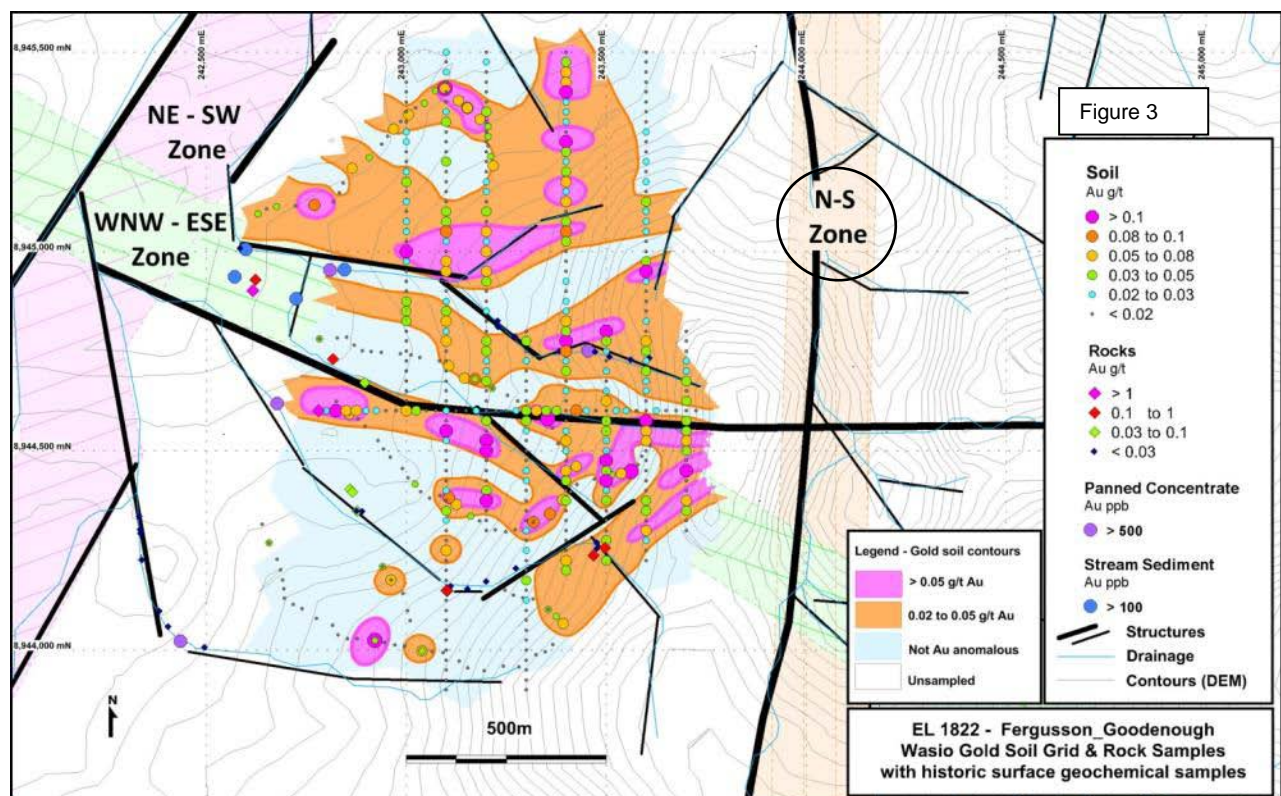 8,945,500 mN
8,945,000 mN
8,944,500 mN
8,944,000 mN
242,500 mE
243,000 mE
243,500 mE
244,000 mE
244,500 mE
245,000 mE
NE - SW
Zone
WNW - ESE
Zone
N-S
Zone
N
500m
Figure 3
Soil
Au g/t
> 0.1
0.08 to 0.1
0.05 to 0.08
0.03 to 0.05
0.02 to 0.03
< 0.02
Rocks
Au g/t
> 1
0.1 to 1
0.03 to 0.1
< 0.03
Panned Concentrate
Au ppb
> 500
Stream Sediment
Au ppb
> 100
Structures
Drainage
Contours (DEM)
Legend - Gold soil contours
> 0.05 g/t Au
0.02 to 0.05 g/t Au
Not Au anomalous
Unsampled
EL 1822 - Fergusson_Goodenough
Wasio Gold Soil Grid & Rock Samples
with historic surface geochemical samples